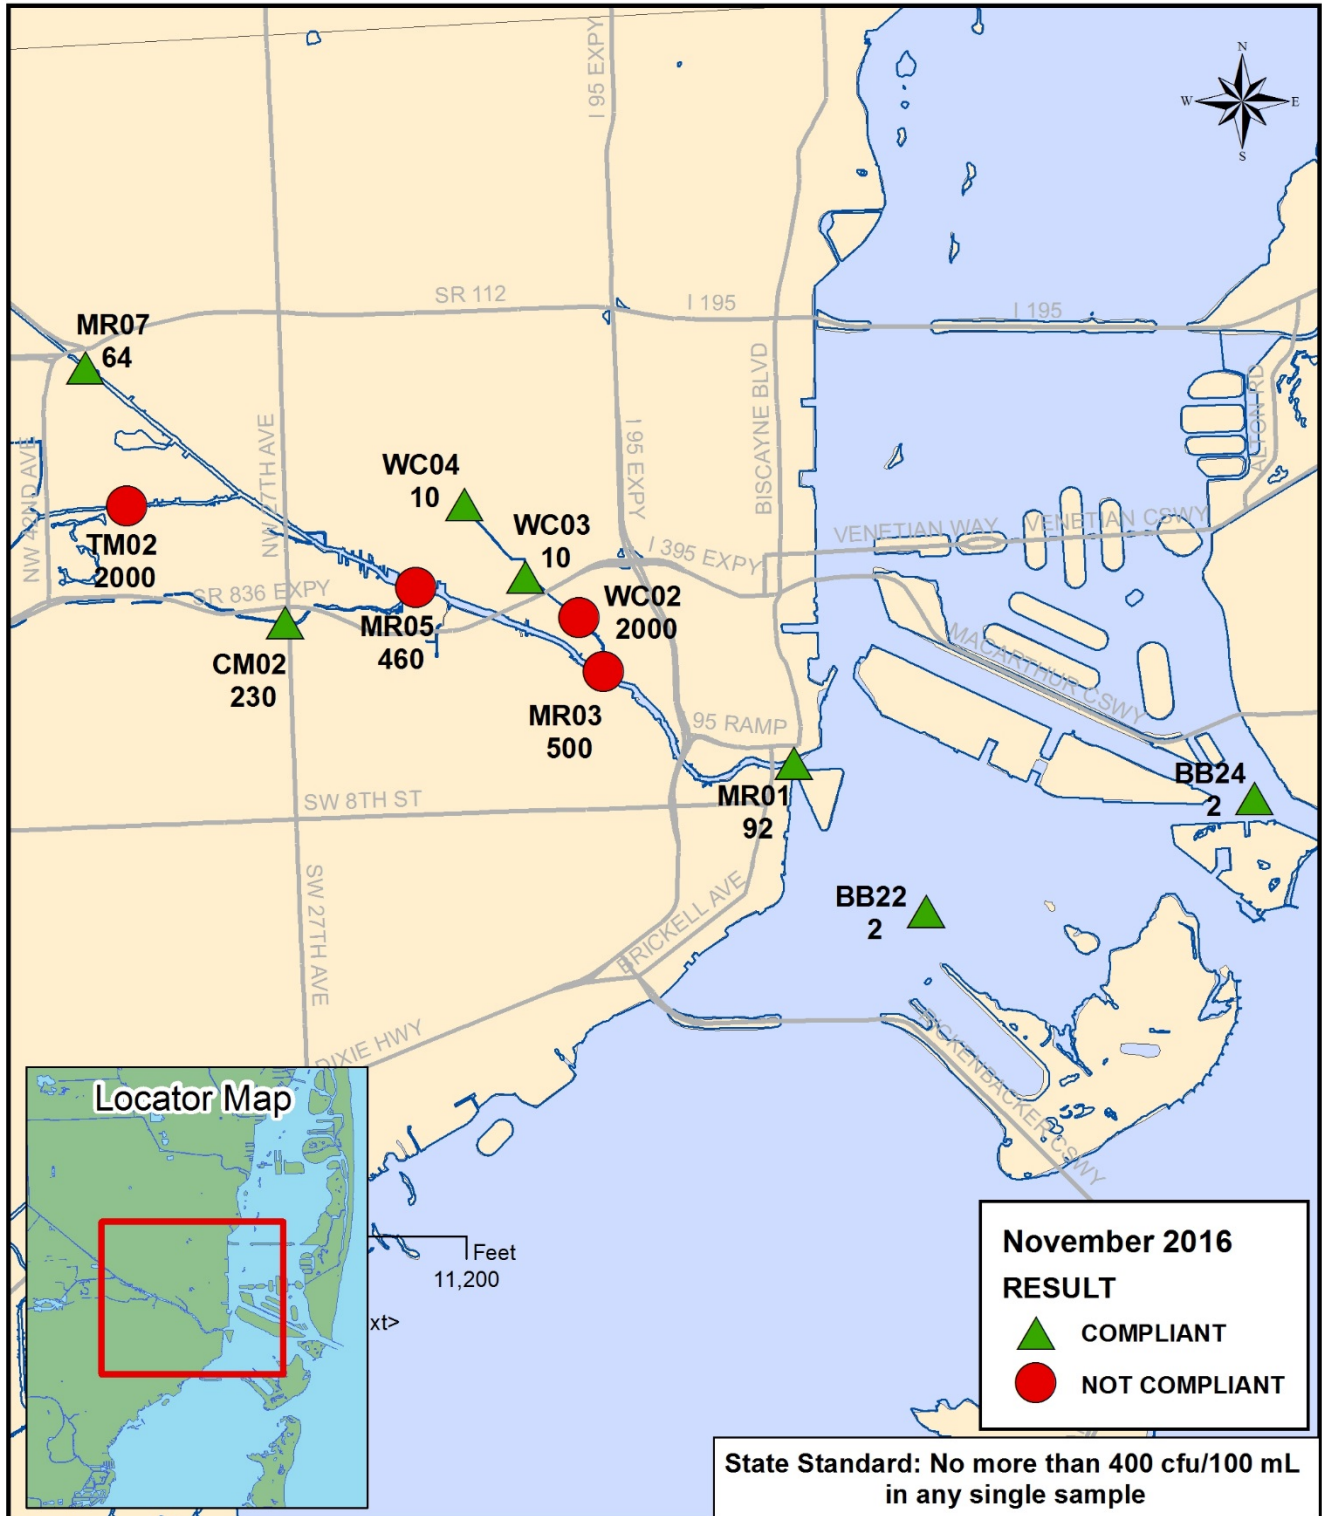 N
W E
S
I 95 EXPY
SR 112
I 195
I 195
MR07
64
BISCAYNE BLVD
ALTON RD
NW 42ND AVE
NW 27TH AVE
I 95 EXPY
WC04
10
WC03
10
VENETIAN WAY
VENETIAN CSWY
TM02
2000
I 395 EXPY
SR 836 EXPY
WC02
2000
MR05
460
CM02
230
MACARTHUR CSWY
MR03
500
95 RAMP
BB24
2
MR01
92
SW 8TH ST
SW 27TH AVE
BRICKELL AVE
BB22
2
DIXIE HWY
RICKENBACKER CSWY
Locator Map
Feet
11,200
xt>
November 2016
RESULT
COMPLIANT
NOT COMPLIANT
State Standard: No more than 400 cfu/100 mL
in any single sample